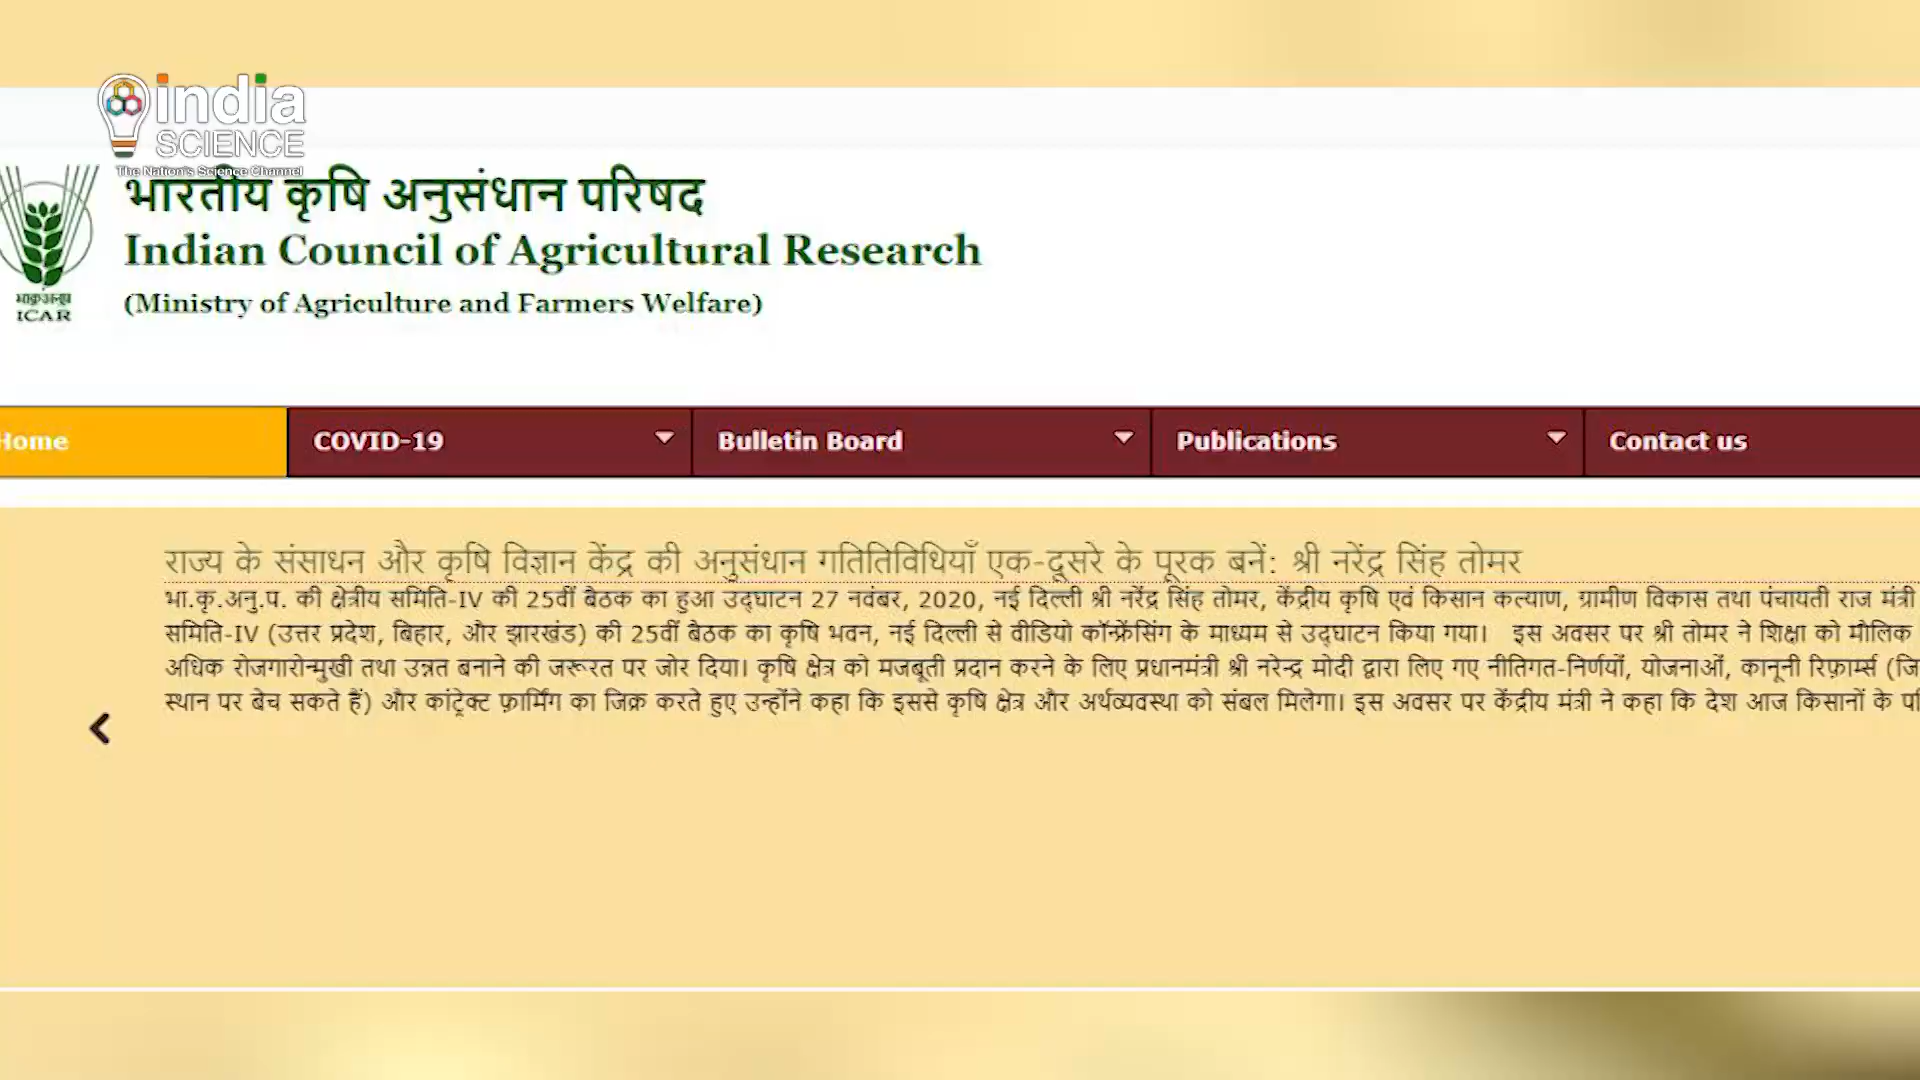 india
SCIENCE
The Nation's Science Channel
भारतीय कृषि अनुसंधान परिषद
Indian Council of Agricultural Research
(Ministry of Agriculture and Farmers Welfare)
भाकृअनुप
ICAR
Home
COVID-19
Bulletin Board
Publications
Contact us
राज्य के संसाधन और कृषि विज्ञान केंद्र की अनुसंधान गतितिविधियाँ एक-दूसरे के पूरक बनें: श्री नरेंद्र सिंह तोमर
भा.कृ.अनु.प. की क्षेत्रीय समिति-IV की 25वीं बैठक का हुआ उद्घाटन 27 नवंबर, 2020, नई दिल्ली श्री नरेंद्र सिंह तोमर, केंद्रीय कृषि एवं किसान कल्याण, ग्रामीण विकास तथा पंचायती राज मंत्री
समिति-IV (उत्तर प्रदेश, बिहार, और झारखंड) की 25वीं बैठक का कृषि भवन, नई दिल्ली से वीडियो कॉन्फ्रेंसिंग के माध्यम से उद्घाटन किया गया। इस अवसर पर श्री तोमर ने शिक्षा को मौलिक
अधिक रोजगारोन्मुखी तथा उन्नत बनाने की जरूरत पर जोर दिया। कृषि क्षेत्र को मजबूती प्रदान करने के लिए प्रधानमंत्री श्री नरेन्द्र मोदी द्वारा लिए गए नीतिगत-निर्णयों, योजनाओं, कानूनी रिफ़ार्म्स (जि
स्थान पर बेच सकते हैं) और कांट्रेक्ट फ़ार्मिंग का जिक्र करते हुए उन्होंने कहा कि इससे कृषि क्षेत्र और अर्थव्यवस्था को संबल मिलेगा। इस अवसर पर केंद्रीय मंत्री ने कहा कि देश आज किसानों के